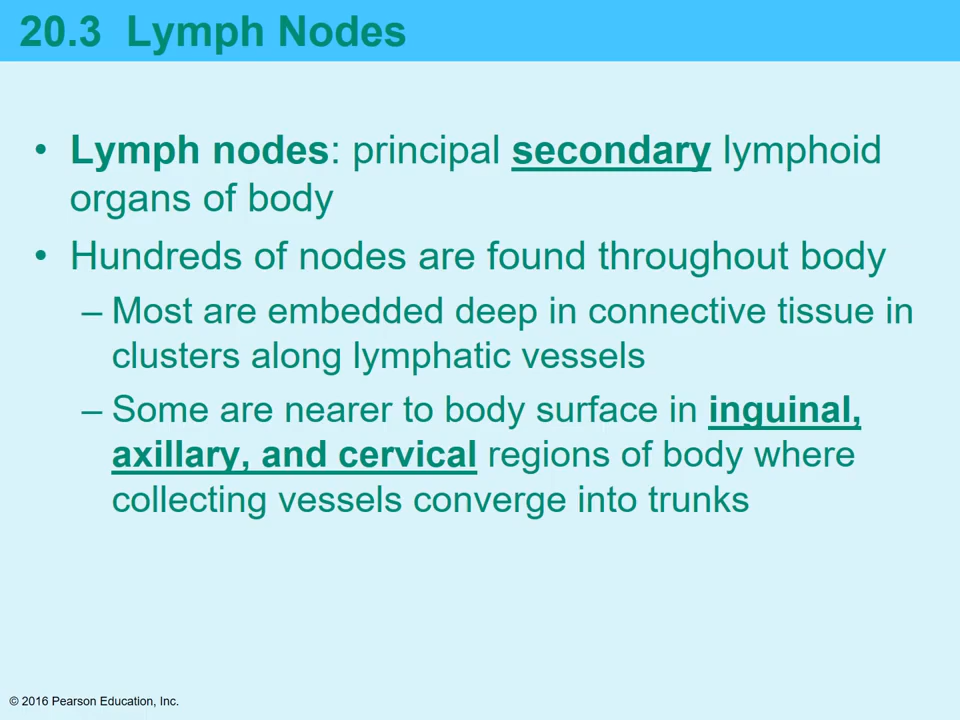 20.3 Lymph Nodes
• Lymph nodes: principal secondary lymphoid
organs of body
• Hundreds of nodes are found throughout body
– Most are embedded deep in connective tissue in
clusters along lymphatic vessels
– Some are nearer to body surface in inguinal,
axillary, and cervical regions of body where
collecting vessels converge into trunks
© 2016 Pearson Education, Inc.